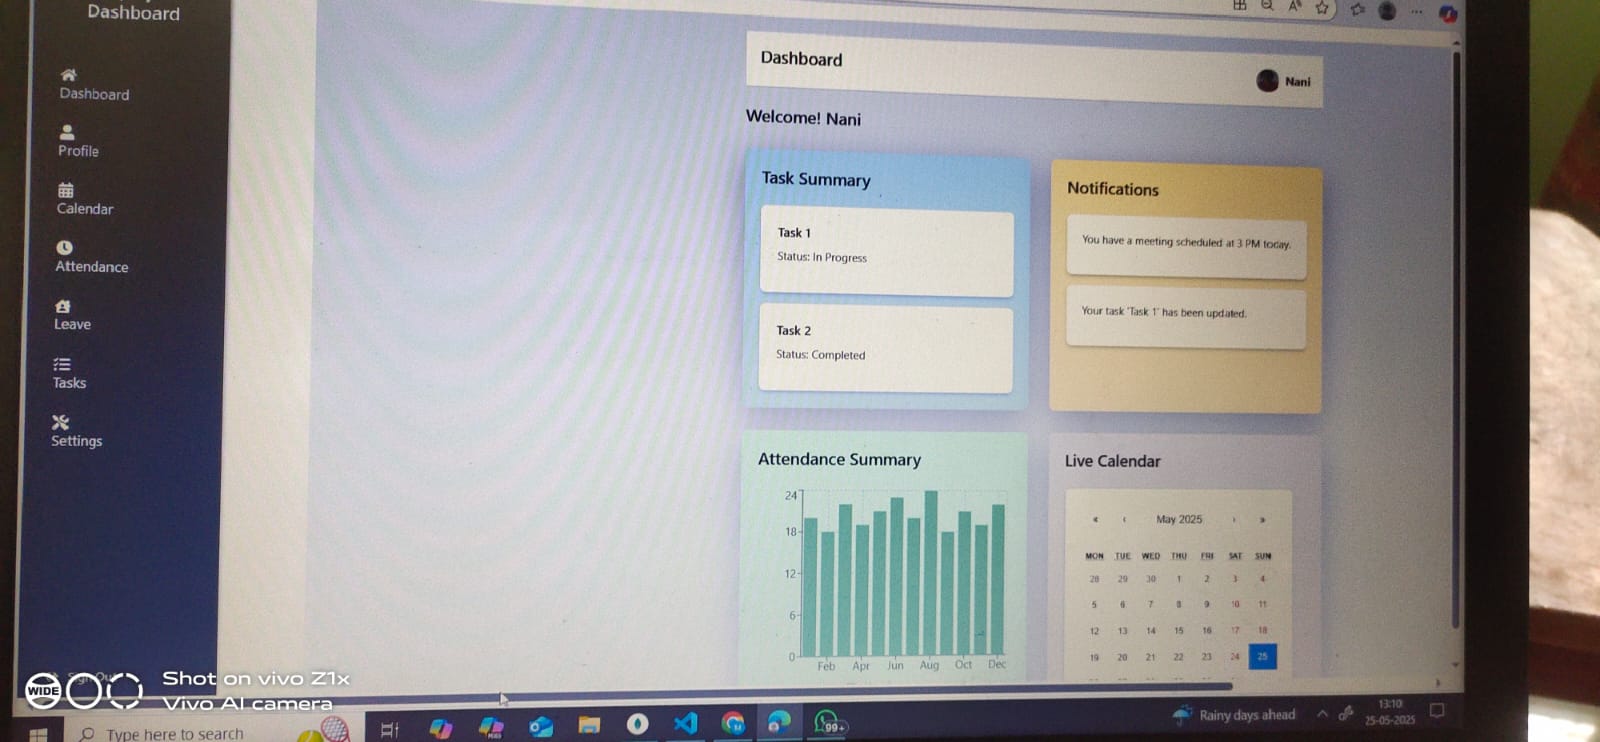 Dashboard
Dashboard
Profile
Calendar
Attendance
Leave
Tasks
Settings
Dashboard
Nani
Welcome! Nani
Task Summary
Task 1
Status: In Progress
Task 2
Status: Completed
Notifications
You have a meeting scheduled at 3 PM today.
Your task 'Task 1' has been updated.
Attendance Summary
24
18
12
6
0
Feb Apr Jun Aug Oct Dec
Live Calendar
« ‹ May 2025 › »
MON TUE WED THU FRI SAT SUN
28 29 30 1 2 3 4
5 6 7 8 9 10 11
12 13 14 15 16 17 18
19 20 21 22 23 24 25
WIDE
Shot on vivo Z1x
Vivo AI camera
Type here to search
99+
Rainy days ahead
13:10
25-05-2025